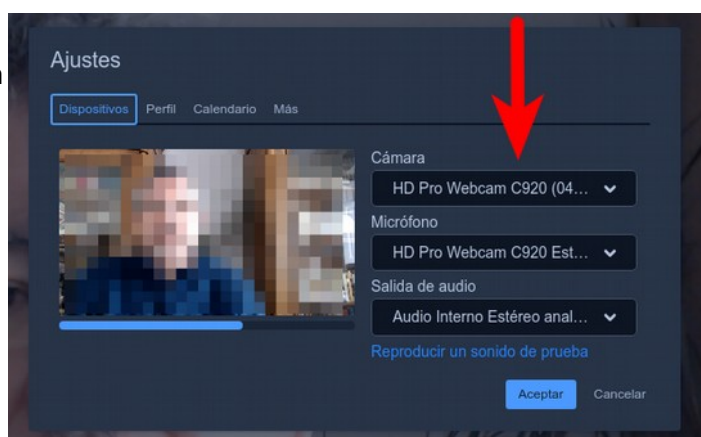 Ajustes
Dispositivos Perfil Calendario Más
Cámara
HD Pro Webcam C920 (04...
Micrófono
HD Pro Webcam C920 Est...
Salida de audio
Audio Interno Estéreo anal...
Reproducir un sonido de prueba
Aceptar Cancelar